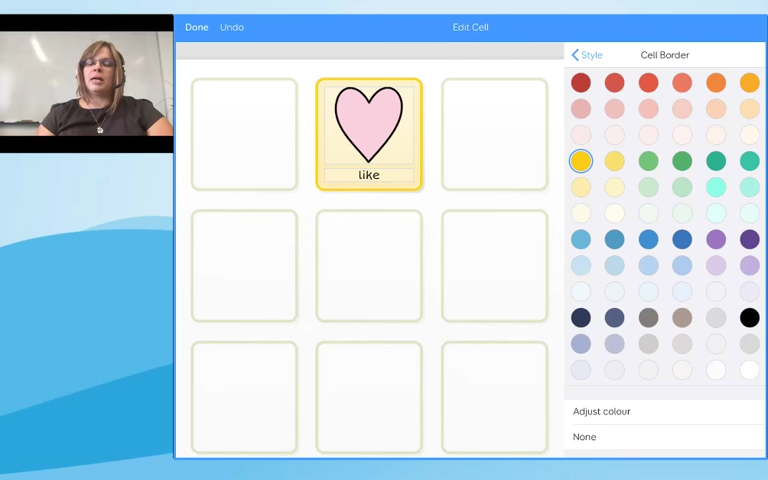 Done Undo Edit Cell
Style Cell Border
like
Adjust colour
None